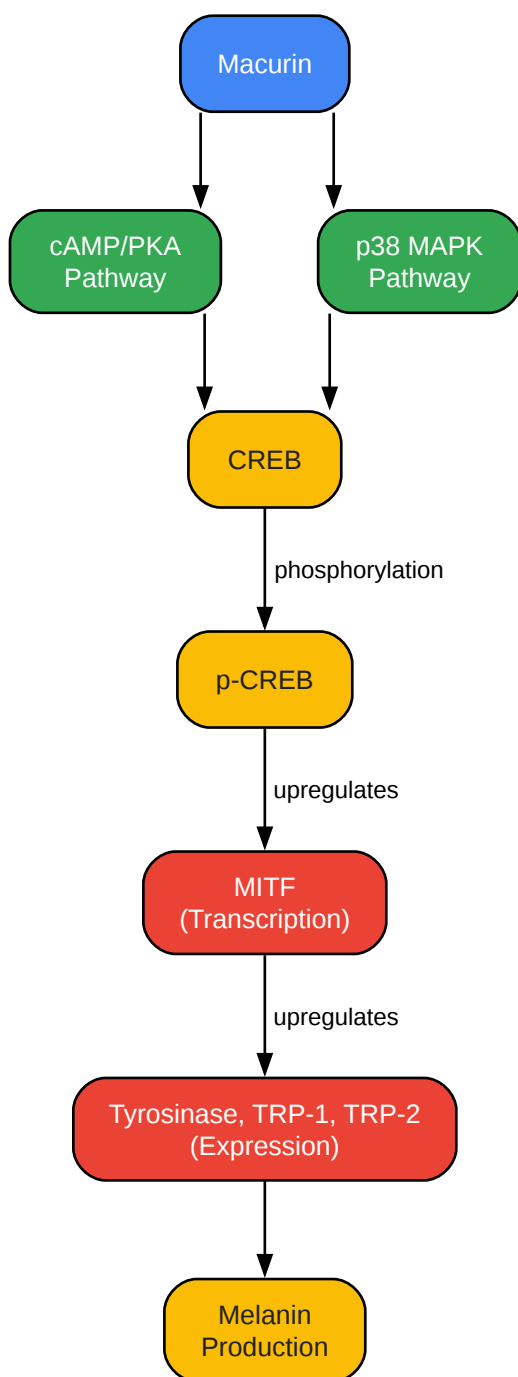 Macurin
cAMP/PKA
Pathway
p38 MAPK
Pathway
CREB
phosphorylation
p-CREB
upregulates
MITF
(Transcription)
upregulates
Tyrosinase, TRP-1, TRP-2
(Expression)
Melanin
Production